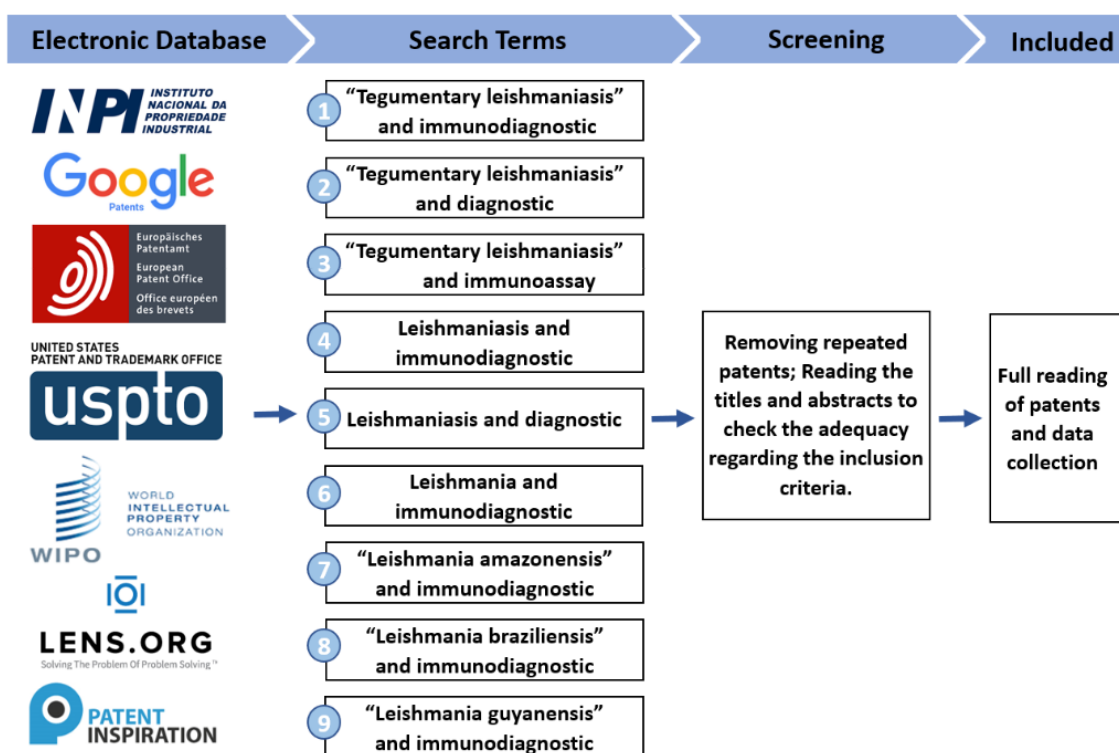 Electronic Database
Search Terms
Screening
Included
INPI
INSTITUTO
NACIONAL DA
PROPRIEDADE
INDUSTRIAL
Google
Patents
Europäisches
Patentamt
European
Patent Office
Office européen
des brevets
UNITED STATES
PATENT AND TRADEMARK OFFICE
uspto
WIPO
WORLD
INTELLECTUAL
PROPERTY
ORGANIZATION
LENS.ORG
Solving The Problem Of Problem Solving™
PATENT
INSPIRATION
1
“Tegumentary leishmaniasis”
and immunodiagnostic
2
“Tegumentary leishmaniasis”
and diagnostic
3
“Tegumentary leishmaniasis”
and immunoassay
4
Leishmaniasis and
immunodiagnostic
5
Leishmaniasis and diagnostic
6
Leishmania and
immunodiagnostic
7
“Leishmania amazonensis”
and immunodiagnostic
8
“Leishmania braziliensis”
and immunodiagnostic
9
“Leishmania guyanensis”
and immunodiagnostic
Removing repeated
patents; Reading the
titles and abstracts to
check the adequacy
regarding the inclusion
criteria.
Full reading
of patents
and data
collection